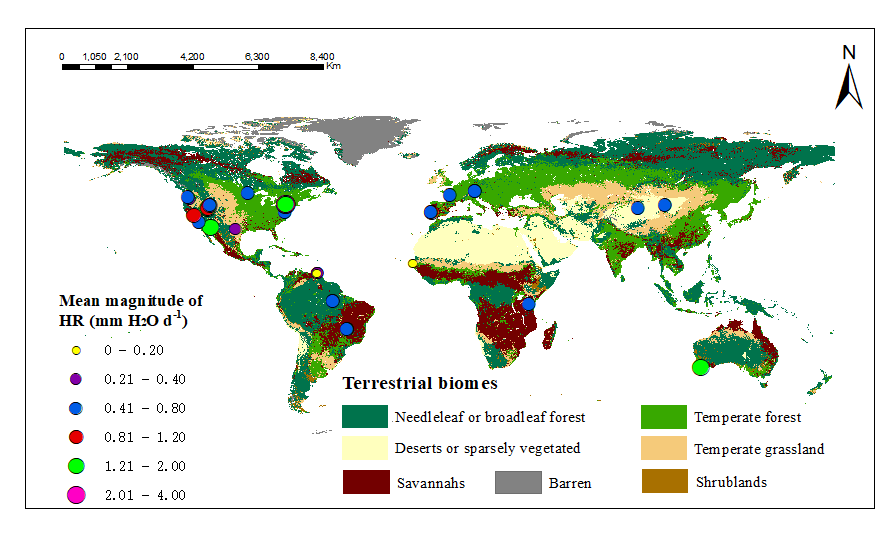 N
0 1,050 2,100 4,200 6,300 8,400
Km
Mean magnitude of
HR (mm H2O d-1)
0 – 0.20
0.21 – 0.40
0.41 – 0.80
0.81 – 1.20
1.21 – 2.00
2.01 – 4.00
Terrestrial biomes
Needleleaf or broadleaf forest
Temperate forest
Deserts or sparsely vegetated
Temperate grassland
Savannahs
Barren
Shrublands